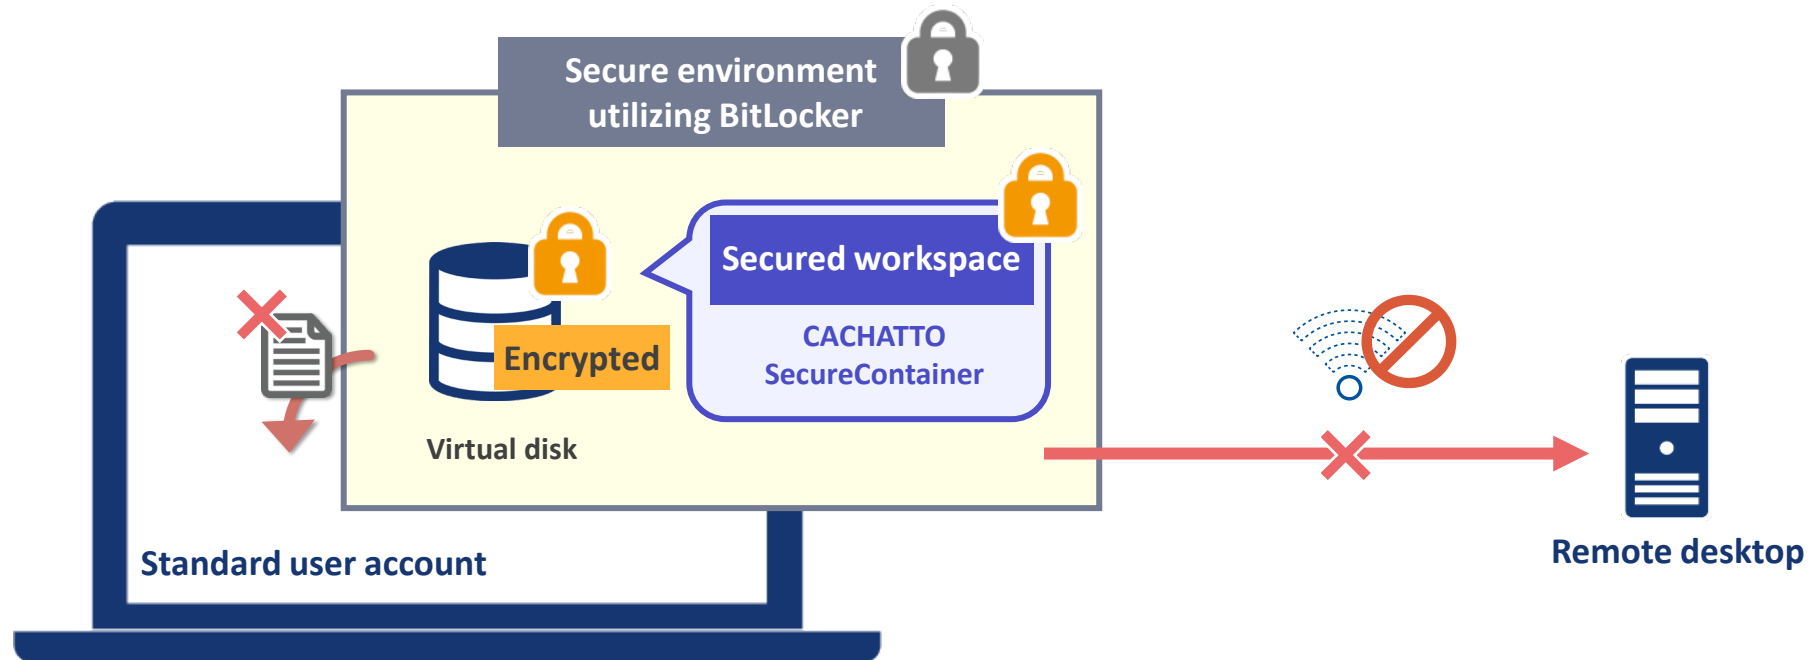 Secure environment
utilizing BitLocker
Secured workspace
CACHATTO
SecureContainer
Encrypted
Virtual disk
Standard user account
Remote desktop